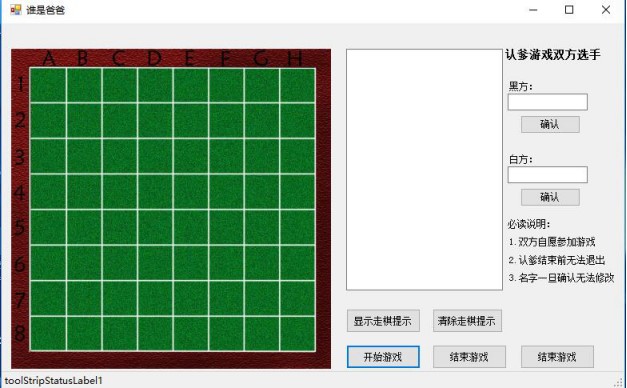 谁是爸爸
A B C D E F G H
1
2
3
4
5
6
7
8
认爹游戏双方选手
黑方：
确认
白方：
确认
必读说明：
1.双方自愿参加游戏
2.认爹结束前无法退出
3.名字一旦确认无法修改
显示走棋提示 清除走棋提示
开始游戏 结束游戏 结束游戏
toolStripStatusLabel1